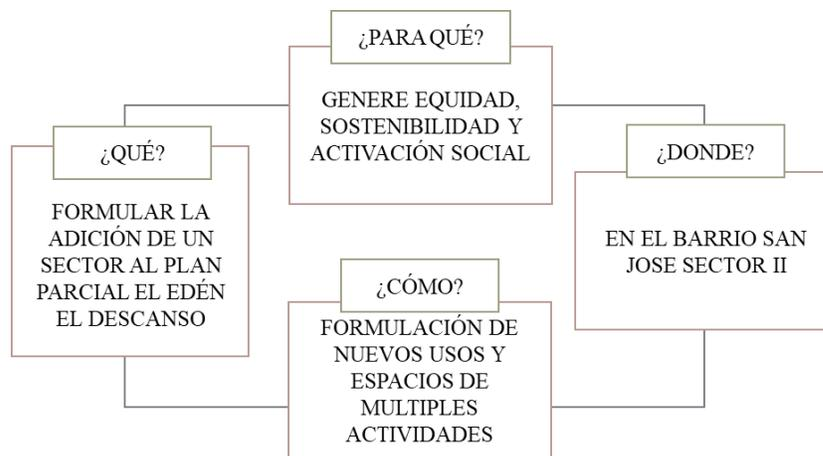 ¿PARA QUÉ?
GENERE EQUIDAD,
SOSTENIBILIDAD Y
ACTIVACIÓN SOCIAL
¿QUÉ?
FORMULAR LA
ADICIÓN DE UN
SECTOR AL PLAN
PARCIAL EL EDÉN
EL DESCANSO
¿DONDE?
EN EL BARRIO SAN
JOSE SECTOR II
¿CÓMO?
FORMULACIÓN DE
NUEVOS USOS Y
ESPACIOS DE
MULTIPLES
ACTIVIDADES